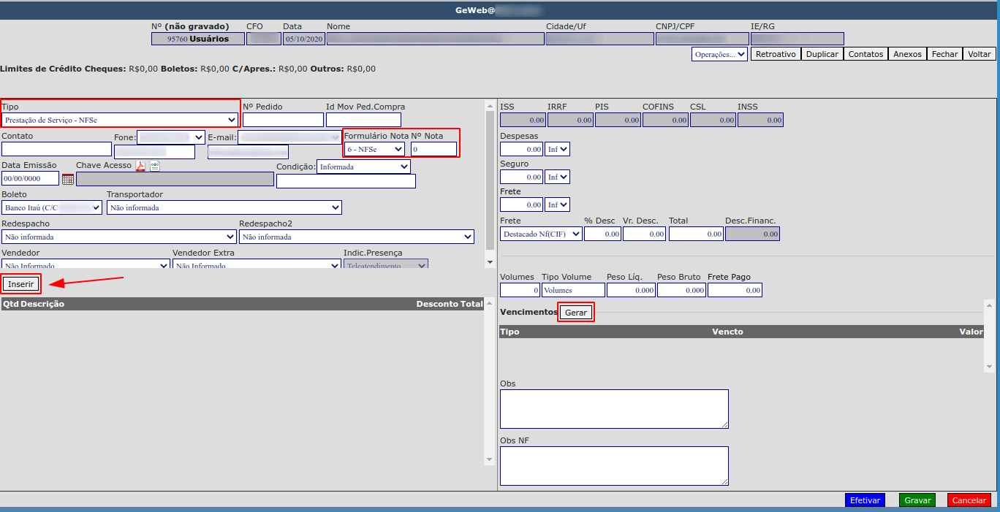 GeWeb@
Nº (não gravado) CFO Data Nome Cidade/Uf CNPJ/CPF IE/RG
95760 Usuários 05/10/2020
Operações... Retroativo Duplicar Contatos Anexos Fechar Voltar
Limites de Crédito Cheques: R$0,00 Boletos: R$0,00 C/Apres.: R$0,00 Outros: R$0,00
Tipo Nº Pedido Id Mov Ped.Compra
Prestação de Serviço - NFSe
Contato Fone: E-mail: Formulário Nota Nº Nota
6 - NFSe 0
Data Emissão Chave Acesso Condição: Informada
00/00/0000
Boleto Transportador
Banco Itaú (C/C Não informada
Redespacho Redespacho2
Não informada Não informada
Vendedor Vendedor Extra Indic.Presença
Não Informado Não Informado Teleatendimento
Inserir
Qtd Descrição Desconto Total
ISS IRRF PIS COFINS CSL INSS
0.00 0.00 0.00 0.00 0.00 0.00
Despesas
0.00 Inf
Seguro
0.00 Inf
Frete
0.00 Inf
Frete % Desc Vr. Desc. Total Desc.Financ.
Destacado Nf(CIF) 0.00 0.00 0.00 0.00
Volumes Tipo Volume Peso Líq. Peso Bruto Frete Pago
0 Volumes 0.000 0.000 0.00
Vencimentos Gerar
Tipo Vencto Valor
Obs
Obs NF
Efetivar Gravar Cancelar